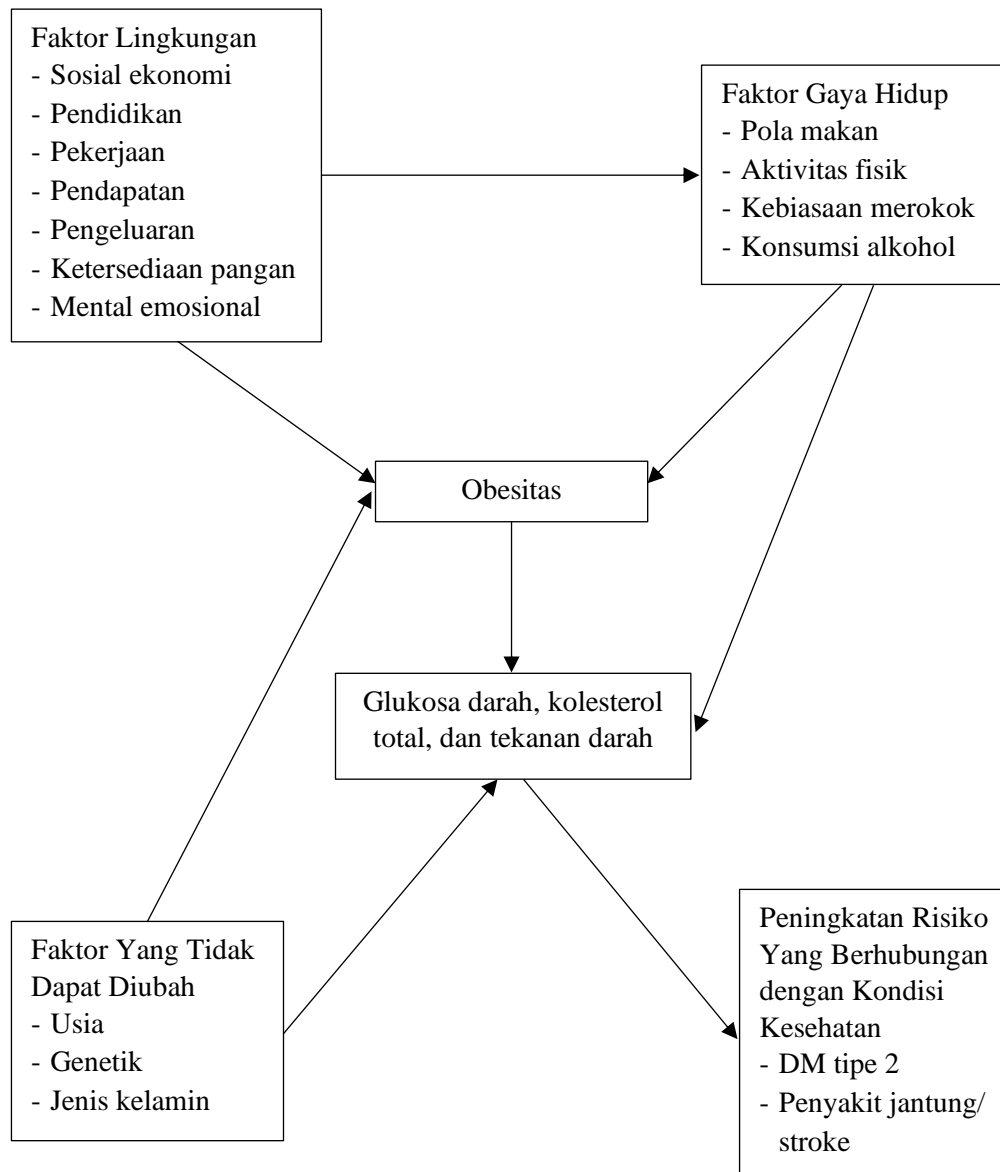 Faktor Lingkungan
- Sosial ekonomi
- Pendidikan
- Pekerjaan
- Pendapatan
- Pengeluaran
- Ketersediaan pangan
- Mental emosional
Faktor Gaya Hidup
- Pola makan
- Aktivitas fisik
- Kebiasaan merokok
- Konsumsi alkohol
Obesitas
Glukosa darah, kolesterol
total, dan tekanan darah
Faktor Yang Tidak
Dapat Diubah
- Usia
- Genetik
- Jenis kelamin
Peningkatan Risiko
Yang Berhubungan
dengan Kondisi
Kesehatan
- DM tipe 2
- Penyakit jantung/
stroke